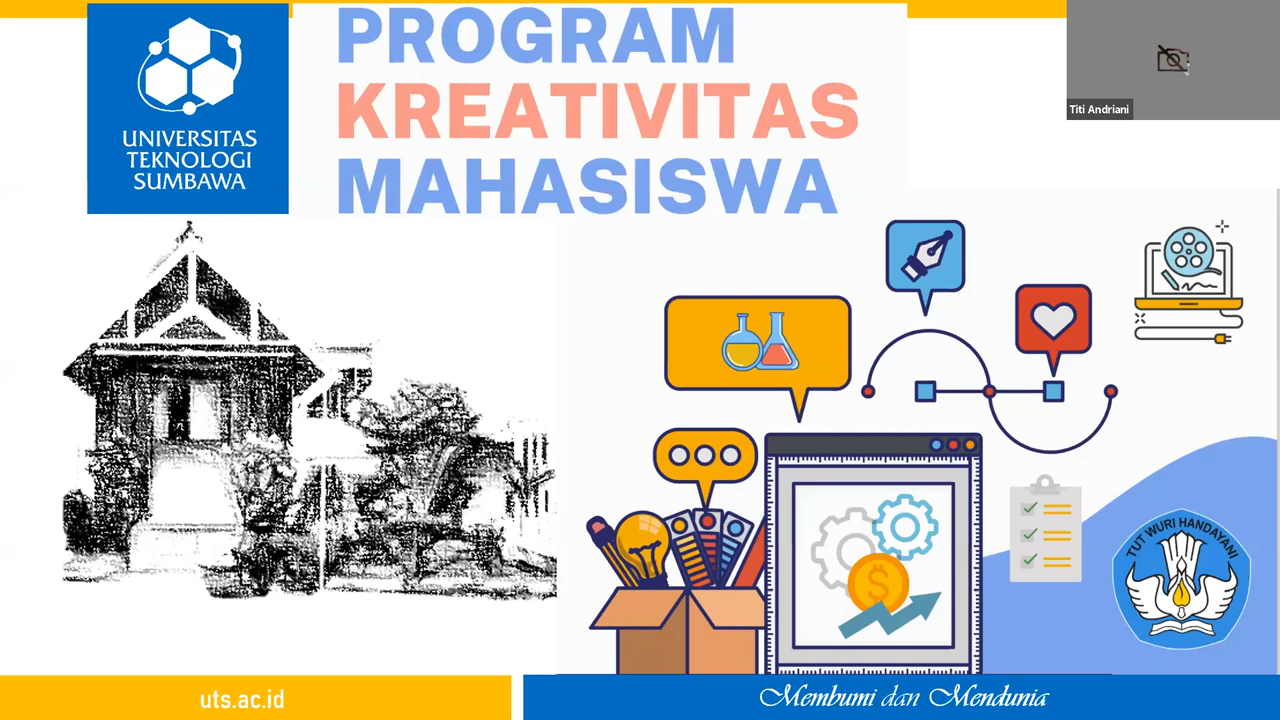 UNIVERSITAS
TEKNOLOGI
SUMBAWA
PROGRAM
KREATIVITAS
MAHASISWA
Titi Andriani
TUT WURI HANDAYANI
uts.ac.id
Membumi dan Mendunia